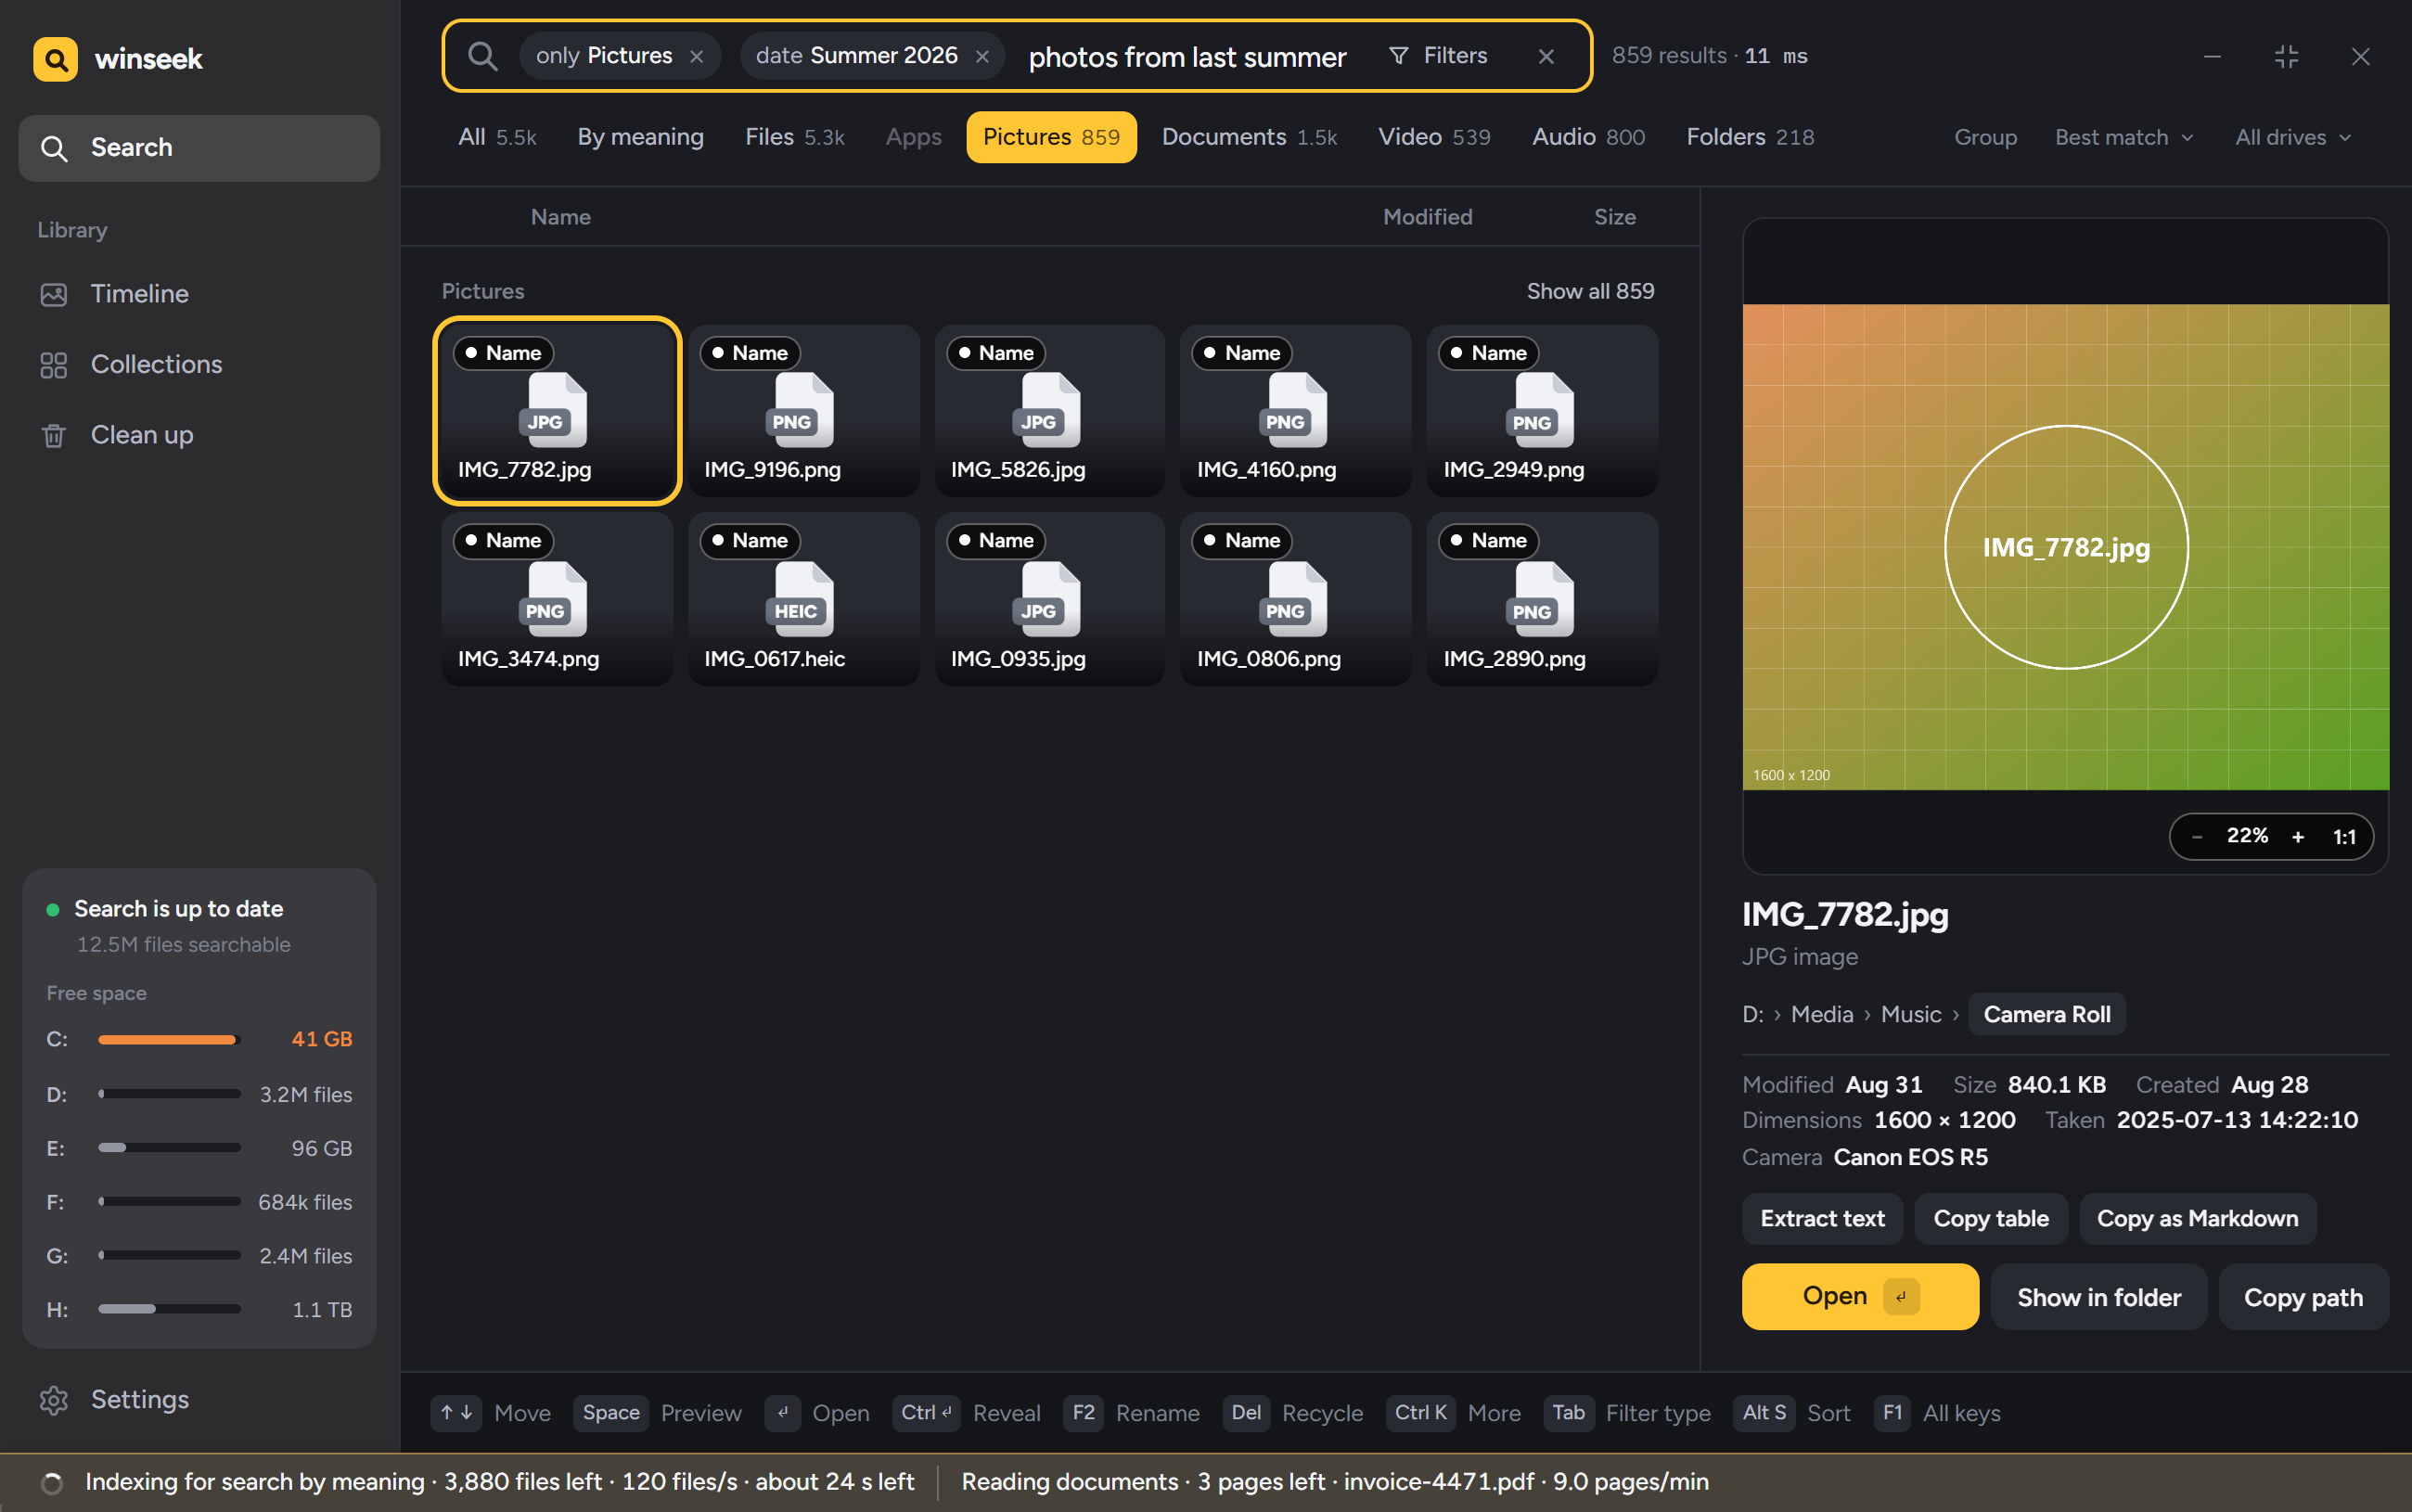 winseek
only Pictures
date Summer 2026
photos from last summer
Filters
859 results · 11 ms
Search
All 5.5k
By meaning
Files 5.3k
Apps
Pictures 859
Documents 1.5k
Video 539
Audio 800
Folders 218
Group
Best match
All drives
Library
Timeline
Collections
Clean up
Name
Modified
Size
Pictures
Show all 859
Name
JPG
IMG_7782.jpg
Name
PNG
IMG_9196.png
Name
JPG
IMG_5826.jpg
Name
PNG
IMG_4160.png
Name
PNG
IMG_2949.png
Name
PNG
IMG_3474.png
Name
HEIC
IMG_0617.heic
Name
JPG
IMG_0935.jpg
Name
PNG
IMG_0806.png
Name
PNG
IMG_2890.png
IMG_7782.jpg
1600 x 1200
− 22% + 1:1
IMG_7782.jpg
JPG image
D: › Media › Music › Camera Roll
Modified Aug 31 Size 840.1 KB Created Aug 28
Dimensions 1600 × 1200 Taken 2025-07-13 14:22:10
Camera Canon EOS R5
Extract text
Copy table
Copy as Markdown
Open
Show in folder
Copy path
Search is up to date
12.5M files searchable
Free space
C: 41 GB
D: 3.2M files
E: 96 GB
F: 684k files
G: 2.4M files
H: 1.1 TB
Settings
↑ ↓ Move Space Preview ↵ Open Ctrl ↵ Reveal F2 Rename Del Recycle Ctrl K More Tab Filter type Alt S Sort F1 All keys
Indexing for search by meaning · 3,880 files left · 120 files/s · about 24 s left
Reading documents · 3 pages left · invoice-4471.pdf · 9.0 pages/min